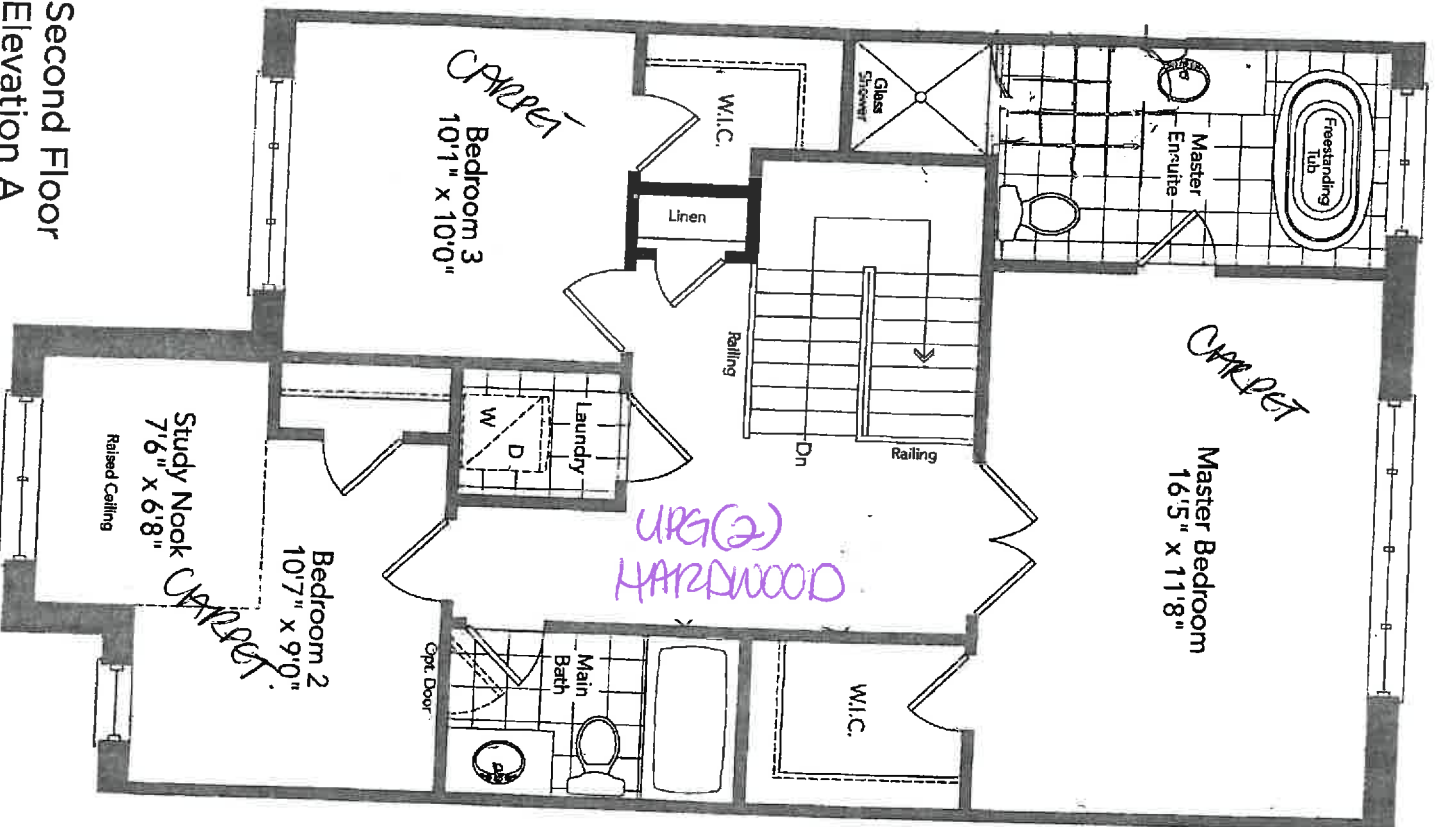 Second Floor
Elevation A
CARPET
Bedroom 3
10'1" x 10'0"
W.I.C.
Linen
Glass
Shower
Master
Ensuite
Freestanding
Tub
Railing
Dn
Railing
CARPET
Master Bedroom
16'5" x 11'8"
Laundry
W
D
UPG(2)
HARDWOOD
Study Nook
7'6" x 6'8"
Raised Ceiling
Bedroom 2
10'7" x 9'0"
CARPET.
Opt. Door
Main
Bath
W.I.C.